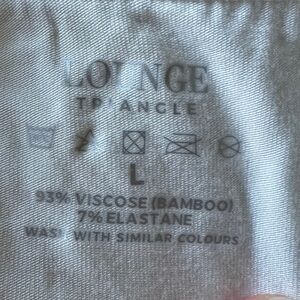 LOUNGE
TRIANGLE
L
93% VISCOSE (BAMBOO)
7% ELASTANE
WASH WITH SIMILAR COLOURS